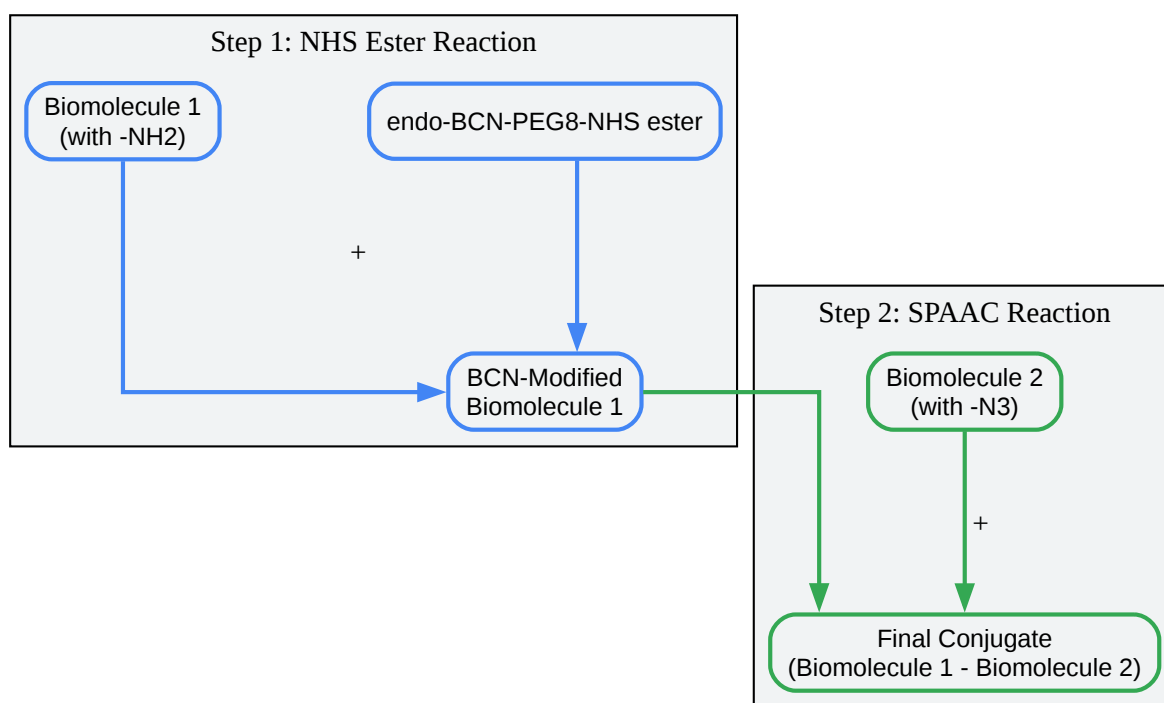 Step 1: NHS Ester Reaction
Biomolecule 1
(with -NH2)
endo-BCN-PEG8-NHS ester
+
BCN-Modified
Biomolecule 1
Step 2: SPAAC Reaction
Biomolecule 2
(with -N3)
+
Final Conjugate
(Biomolecule 1 - Biomolecule 2)